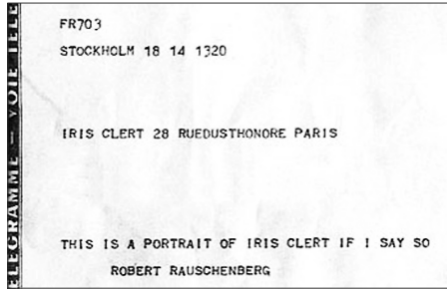 ELEGRAMME — VOIE TELE
FR703
STOCKHOLM 18 14 1320
IRIS CLERT 28 RUEDUSTHONORE PARIS
THIS IS A PORTRAIT OF IRIS CLERT IF I SAY SO
ROBERT RAUSCHENBERG